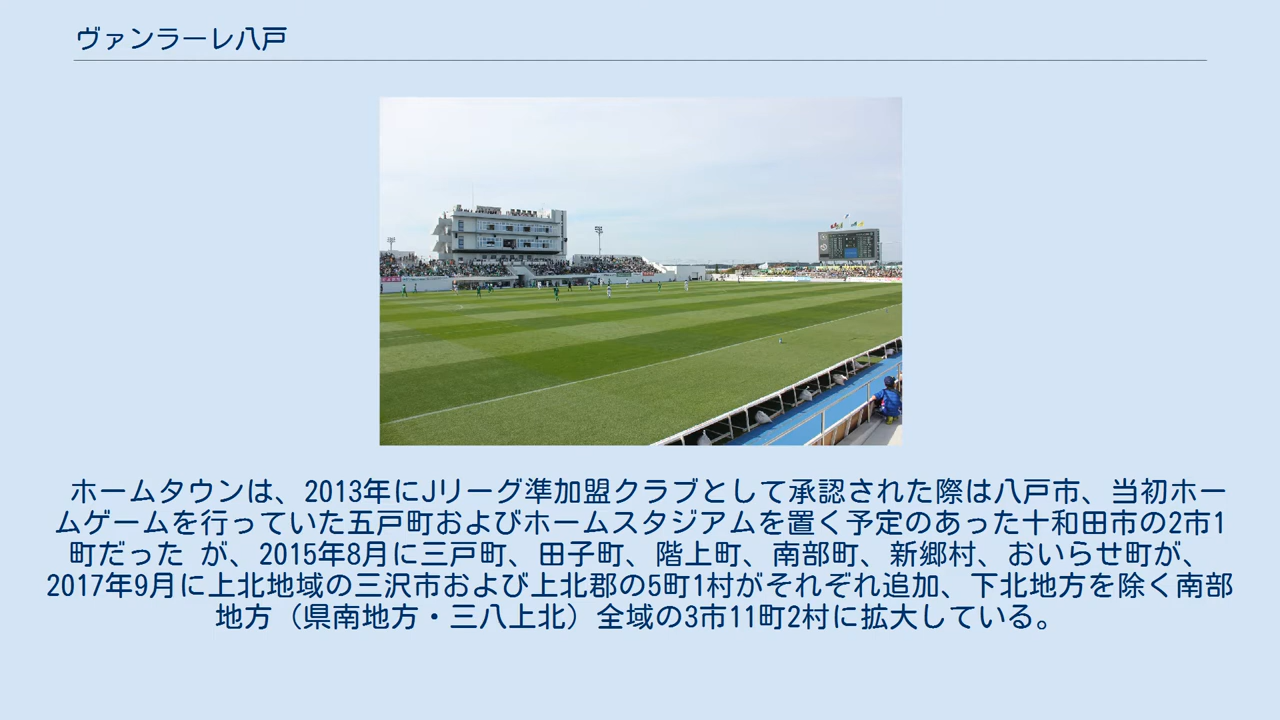 ヴァンラーレ八戸
ホームタウンは、2013年にJリーグ準加盟クラブとして承認された際は八戸市、当初ホー
ムゲームを行っていた五戸町およびホームスタジアムを置く予定のあった十和田市の2市1
町だった が、2015年8月に三戸町、田子町、階上町、南部町、新郷村、おいらせ町が、
2017年9月に上北地域の三沢市および上北郡の5町1村がそれぞれ追加、下北地方を除く南部
地方（県南地方・三八上北）全域の3市11町2村に拡大している。